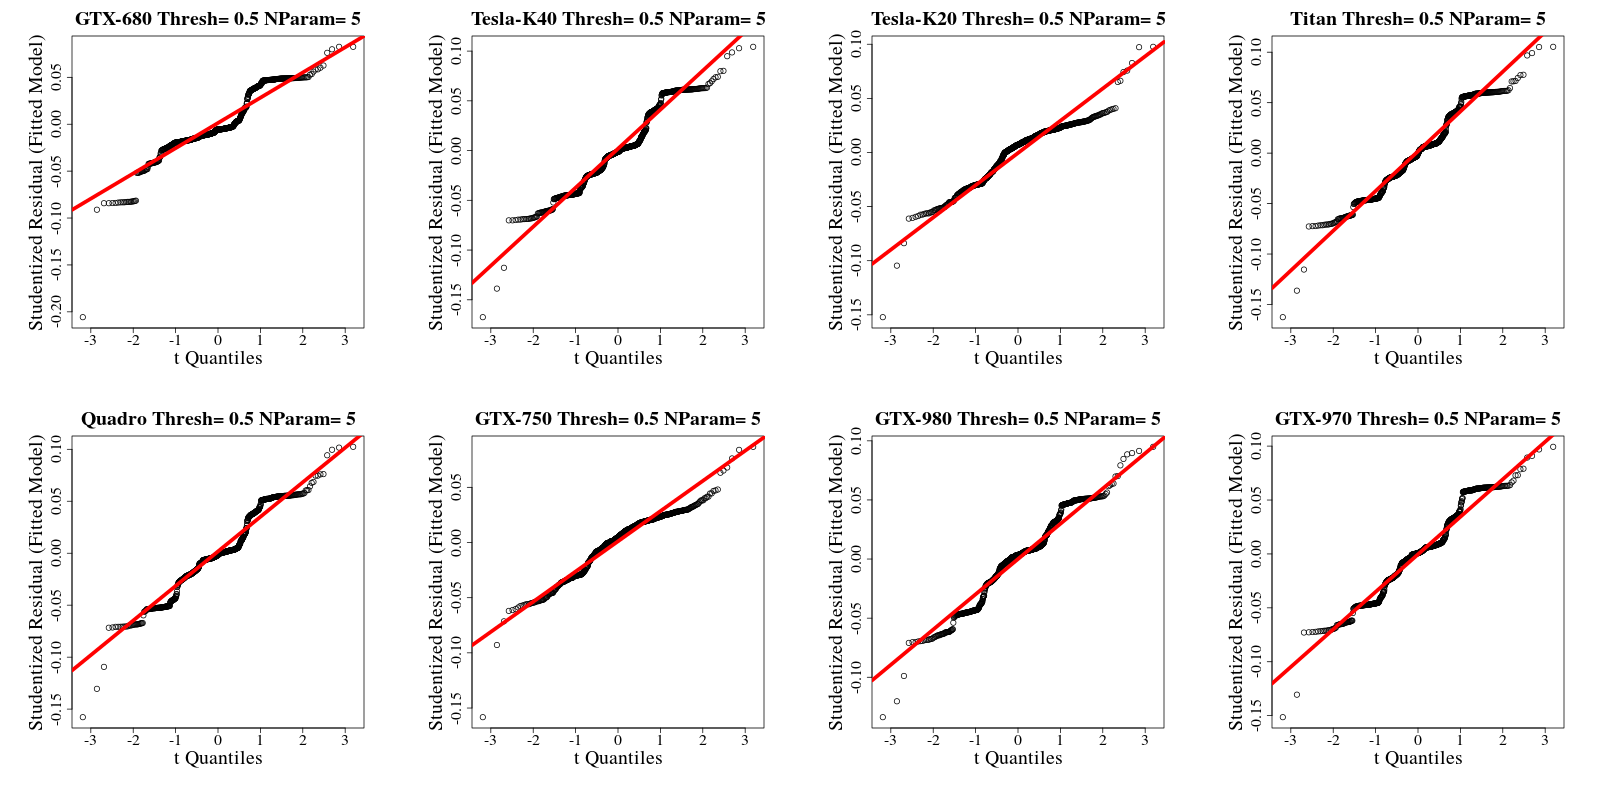 GTX-680 Thresh= 0.5 NParam= 5
Studentized Residual (Fitted Model)
0.05
0.00
-0.05
-0.10
-0.15
-0.20
-3 -2 -1 0 1 2 3
t Quantiles
Tesla-K40 Thresh= 0.5 NParam= 5
Studentized Residual (Fitted Model)
0.10
0.05
0.00
-0.05
-0.10
-0.15
-3 -2 -1 0 1 2 3
t Quantiles
Tesla-K20 Thresh= 0.5 NParam= 5
Studentized Residual (Fitted Model)
0.10
0.05
0.00
-0.05
-0.10
-0.15
-3 -2 -1 0 1 2 3
t Quantiles
Titan Thresh= 0.5 NParam= 5
Studentized Residual (Fitted Model)
0.10
0.05
0.00
-0.05
-0.10
-0.15
-3 -2 -1 0 1 2 3
t Quantiles
Quadro Thresh= 0.5 NParam= 5
Studentized Residual (Fitted Model)
0.10
0.05
0.00
-0.05
-0.10
-0.15
-3 -2 -1 0 1 2 3
t Quantiles
GTX-750 Thresh= 0.5 NParam= 5
Studentized Residual (Fitted Model)
0.05
0.00
-0.05
-0.10
-0.15
-3 -2 -1 0 1 2 3
t Quantiles
GTX-980 Thresh= 0.5 NParam= 5
Studentized Residual (Fitted Model)
0.10
0.05
0.00
-0.05
-0.10
-3 -2 -1 0 1 2 3
t Quantiles
GTX-970 Thresh= 0.5 NParam= 5
Studentized Residual (Fitted Model)
0.10
0.05
0.00
-0.05
-0.10
-0.15
-3 -2 -1 0 1 2 3
t Quantiles